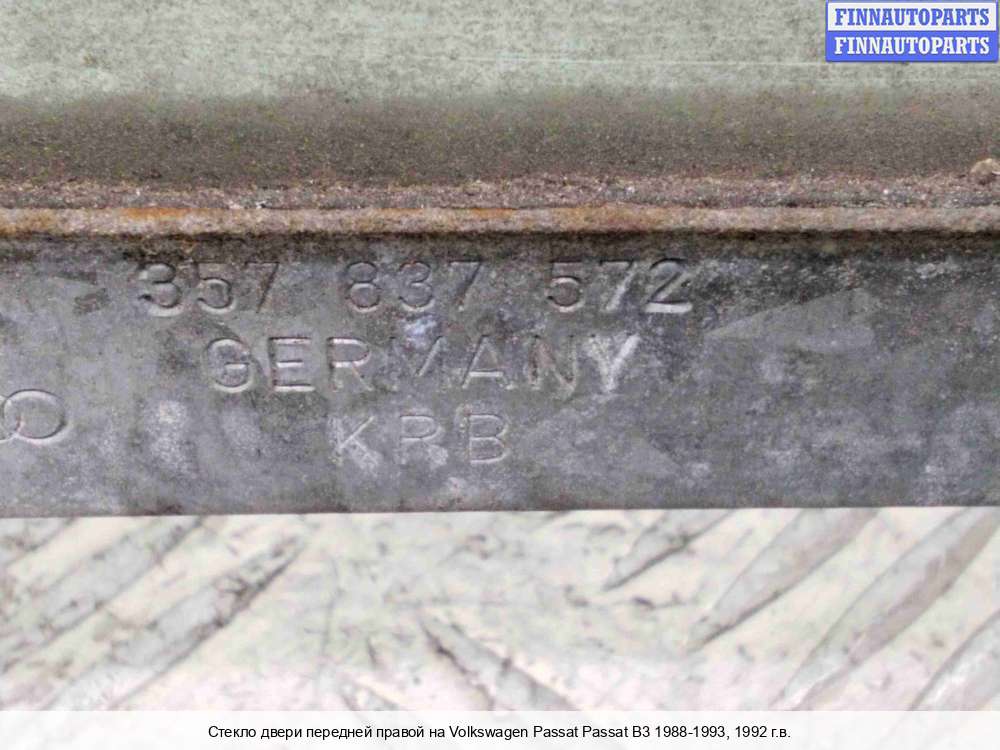 FINNAUTOPARTS
FINNAUTOPARTS
357 837 572
GERMANY
KRB
Стекло двери передней правой на Volkswagen Passat Passat B3 1988-1993, 1992 г.в.